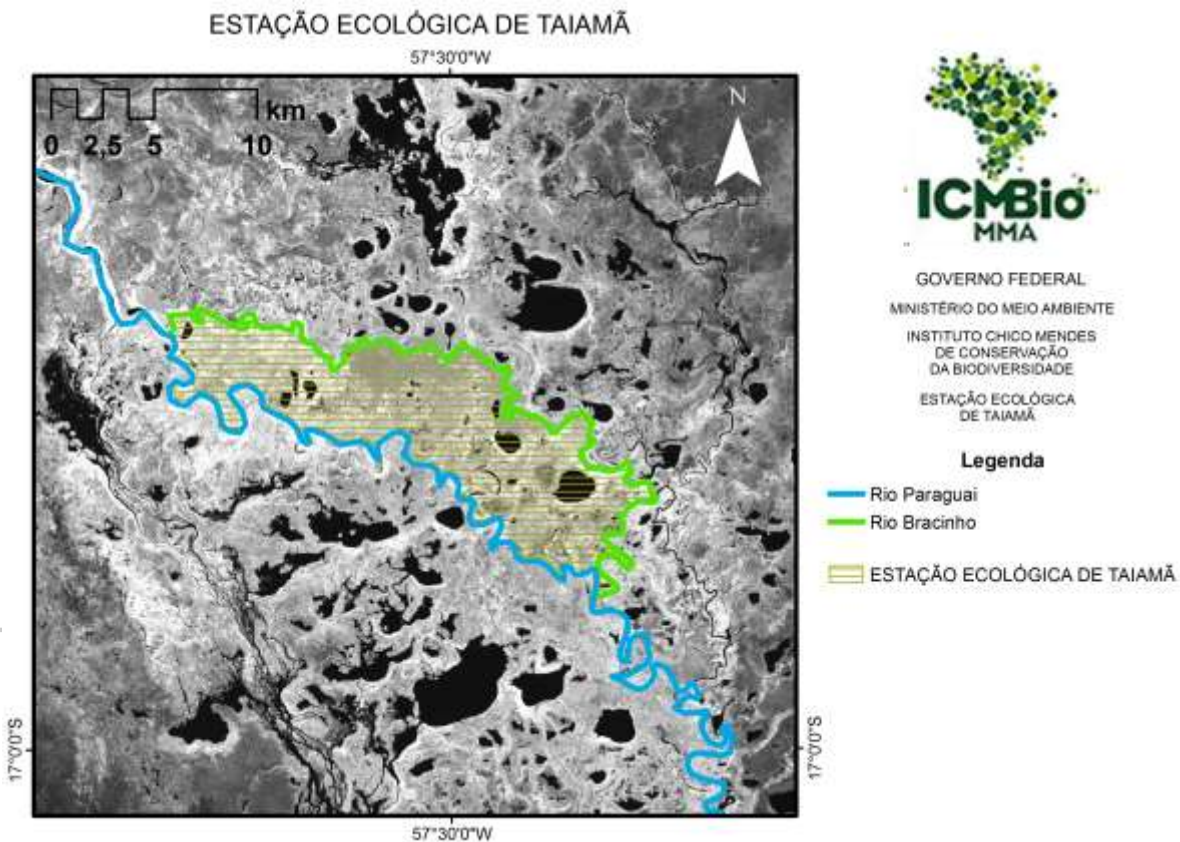 ESTAÇÃO ECOLÓGICA DE TAIAMÃ
57°30'0"W
km
0 2,5 5 10
N
17°0'0"S
17°0'0"S
57°30'0"W
ICMBio
MMA
GOVERNO FEDERAL
MINISTÉRIO DO MEIO AMBIENTE
INSTITUTO CHICO MENDES
DE CONSERVAÇÃO
DA BIODIVERSIDADE
ESTAÇÃO ECOLÓGICA
DE TAIAMÃ
Legenda
Rio Paraguai
Rio Bracinho
ESTAÇÃO ECOLÓGICA DE TAIAMÃ